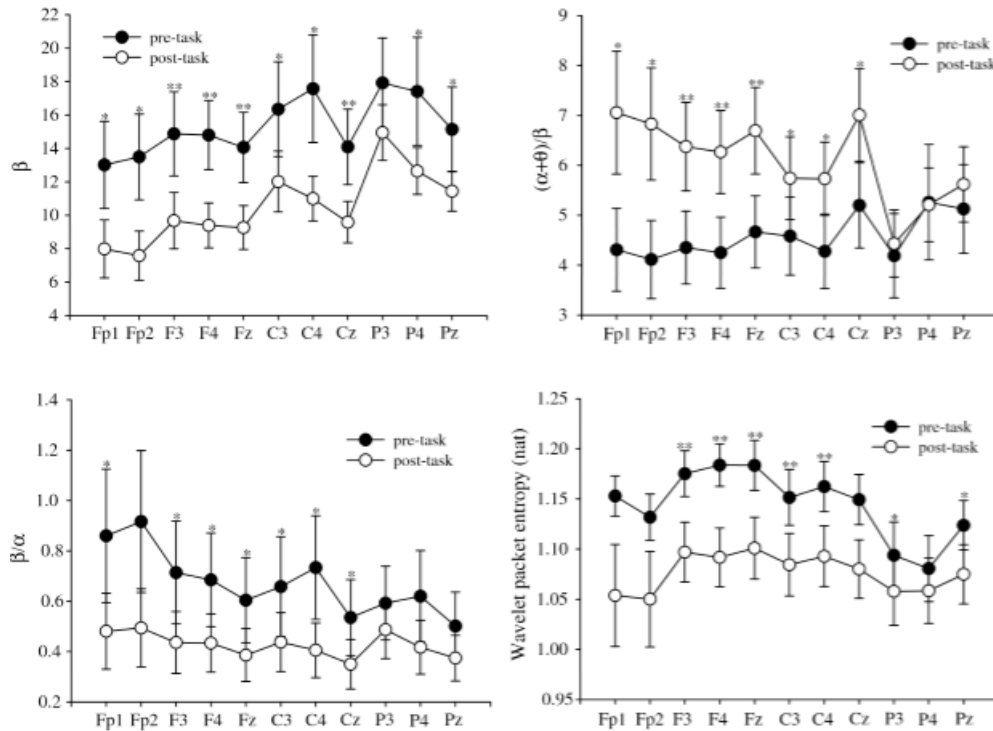 22
20
18
16
14
12
10
8
6
4
β
pre-task
post-task
* * ** ** ** * * ** * *
Fp1 Fp2 F3 F4 Fz C3 C4 Cz P3 P4 Pz
9
8
7
6
5
4
3
(α+θ)/β
pre-task
post-task
* * ** ** ** * * *
Fp1 Fp2 F3 F4 Fz C3 C4 Cz P3 P4 Pz
1.4
1.2
1.0
0.8
0.6
0.4
0.2
β/α
pre-task
post-task
* * * * * * *
Fp1 Fp2 F3 F4 Fz C3 C4 Cz P3 P4 Pz
1.25
1.20
1.15
1.10
1.05
1.00
0.95
Wavelet packet entropy (nat)
pre-task
post-task
** ** ** ** ** * *
Fp1 Fp2 F3 F4 Fz C3 C4 Cz P3 P4 Pz